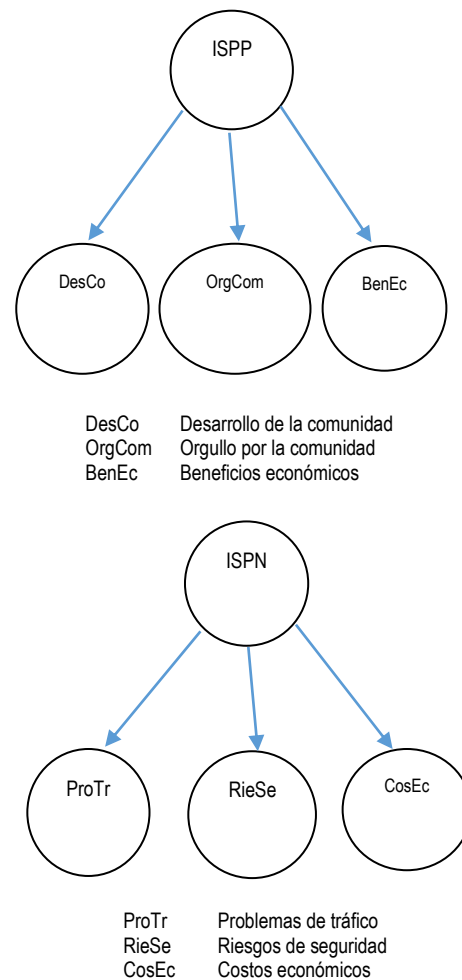 ISPP
DesCo OrgCom BenEc
DesCo Desarrollo de la comunidad
OrgCom Orgullo por la comunidad
BenEc Beneficios económicos
ISPN
ProTr RieSe CosEc
ProTr Problemas de tráfico
RieSe Riesgos de seguridad
CosEc Costos económicos